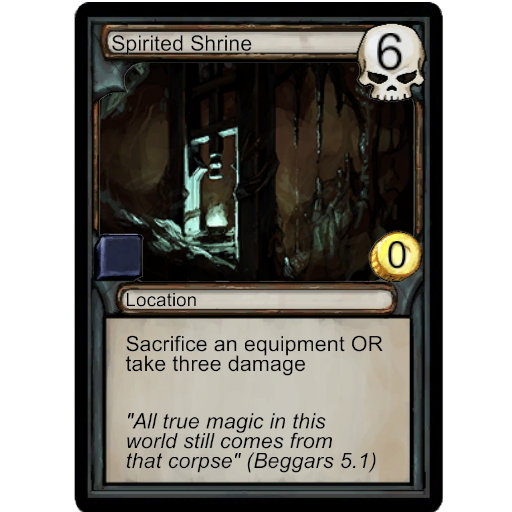 Spirited Shrine
6
0
Location
Sacrifice an equipment OR
take three damage
"All true magic in this
world still comes from
that corpse" (Beggars 5.1)